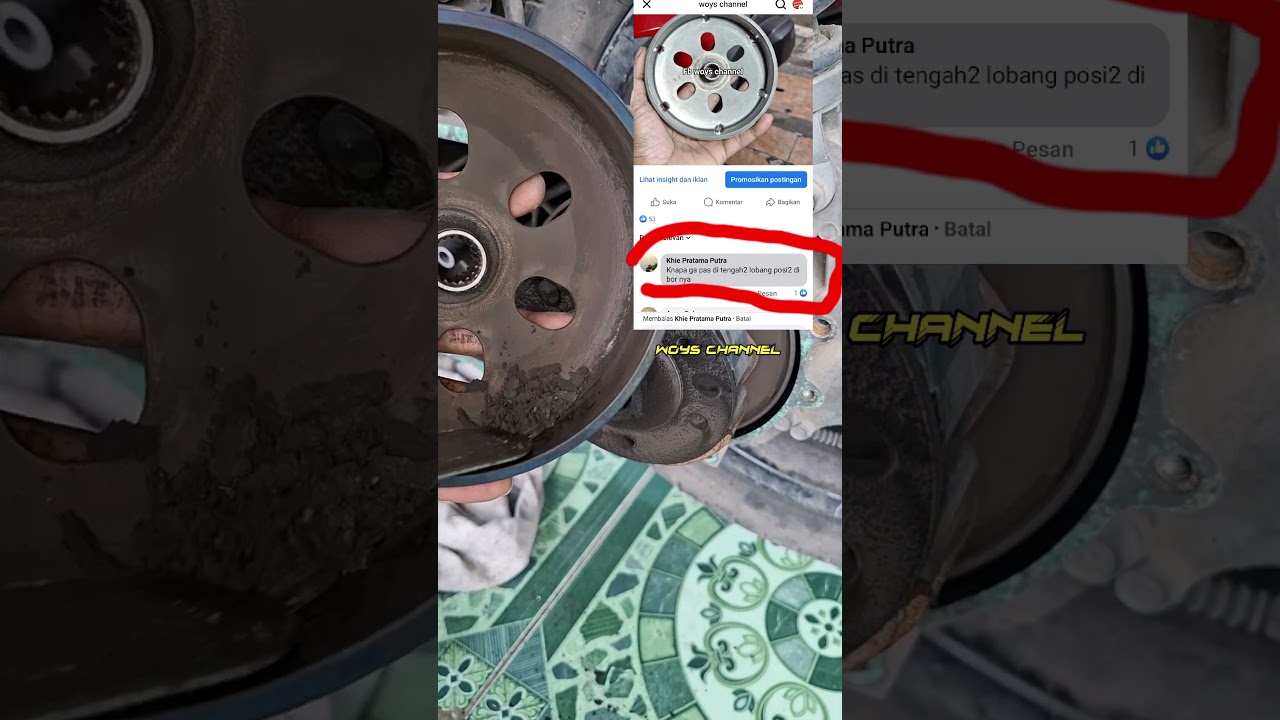 woys channel
Fb woys channel
Lihat insight dan iklan
Promosikan postingan
Suka
Komentar
Bagikan
53
Khie Pratama Putra
Knapa ga pas di tengah2 lobang posi2 di
bor nya
Pesan
1
Membalas Khie Pratama Putra · Batal
WOYS CHANNEL
Putra
di tengah2 lobang posi2 di
Pesan
1
Putra · Batal
CHANNEL